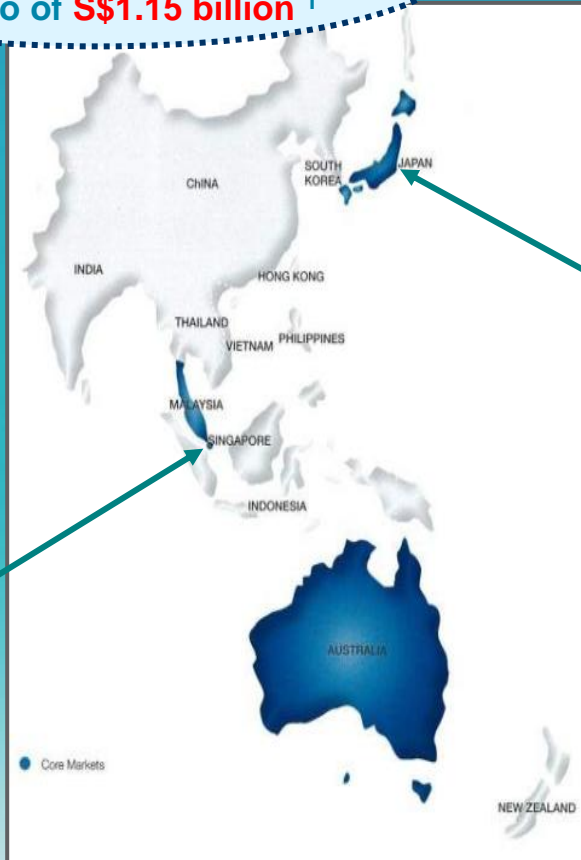 o of S$1.15 billion 1
SOUTH
KOREA
JAPAN
ChINA
INDIA
HONG KONG
THAILAND
VIETNAM
PHILIPPINES
MALAYSIA
SINGAPORE
INDONESIA
AUSTRALIA
Core Markets
NEW ZEALAND